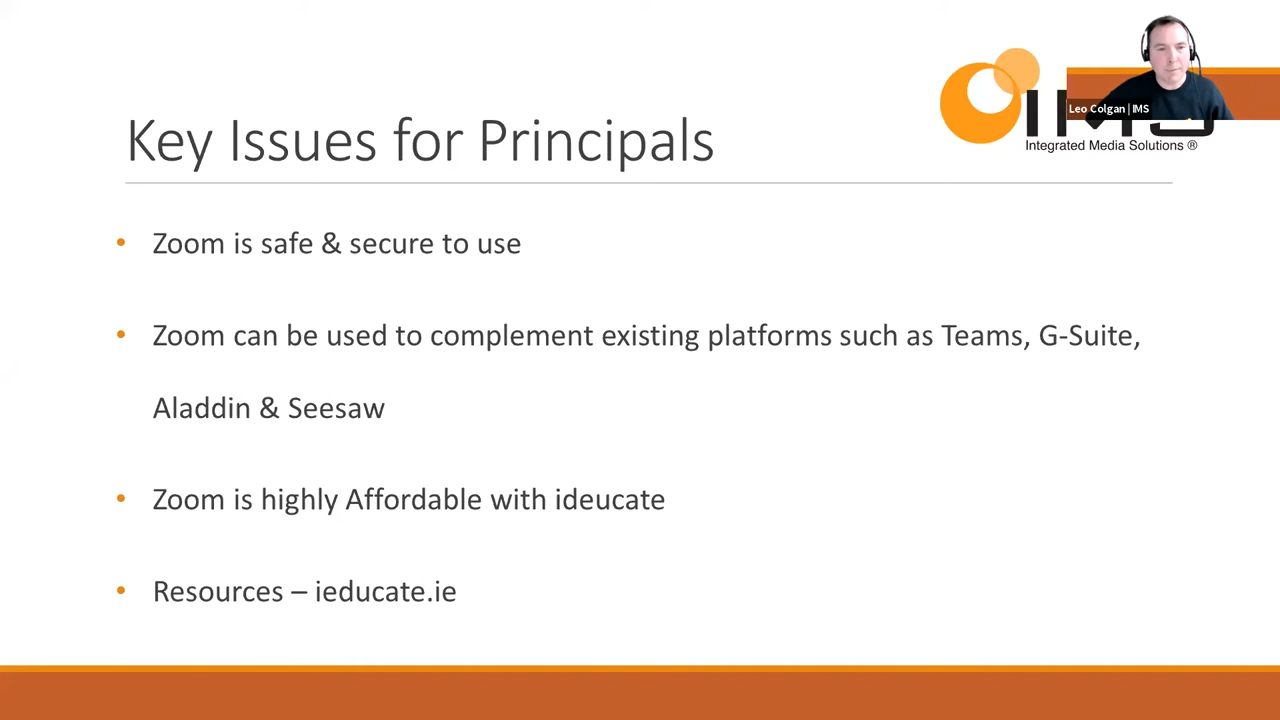 Leo Colgan | IMS
IMS
Integrated Media Solutions ®
Key Issues for Principals
• Zoom is safe & secure to use
• Zoom can be used to complement existing platforms such as Teams, G-Suite,
Aladdin & Seesaw
• Zoom is highly Affordable with ideucate
• Resources – ieducate.ie